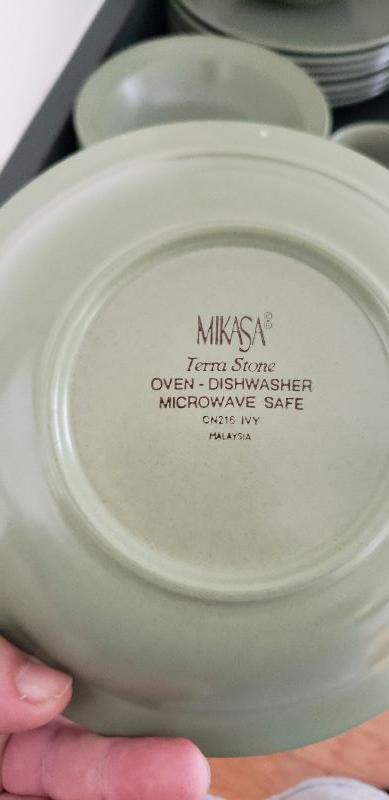 MIKASA©
Terra Stone
OVEN - DISHWASHER
MICROWAVE SAFE
CN216 IVY
MALAYSIA